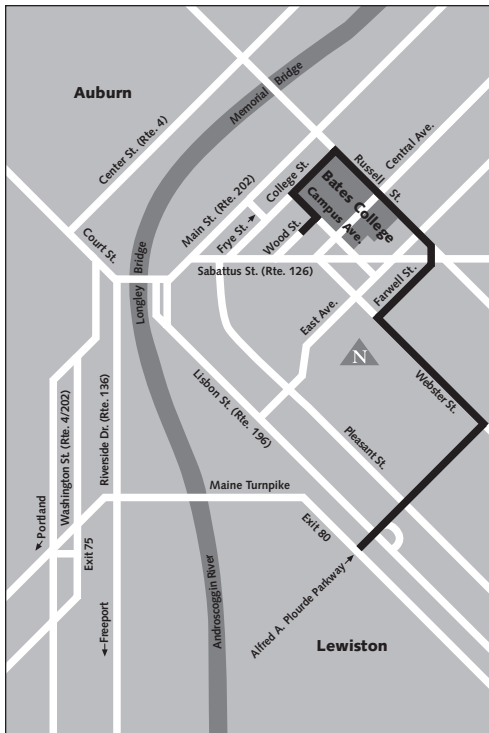 Auburn
Memorial Bridge
Center St. (Rte. 4)
Central Ave.
Russell St.
College St.
Bates College
Main St. (Rte. 202)
Campus Ave.
Frye St.
Wood St.
Court St.
Longley Bridge
Sabattus St. (Rte. 126)
Farwell St.
East Ave.
N
Webster St.
Lisbon St. (Rte. 196)
Pleasant St.
Riverside Dr. (Rte. 136)
Washington St. (Rte. 4/202)
Maine Turnpike
Portland
Exit 80
Exit 75
Androscoggin River
Alfred A. Plourde Parkway
Freeport
Lewiston